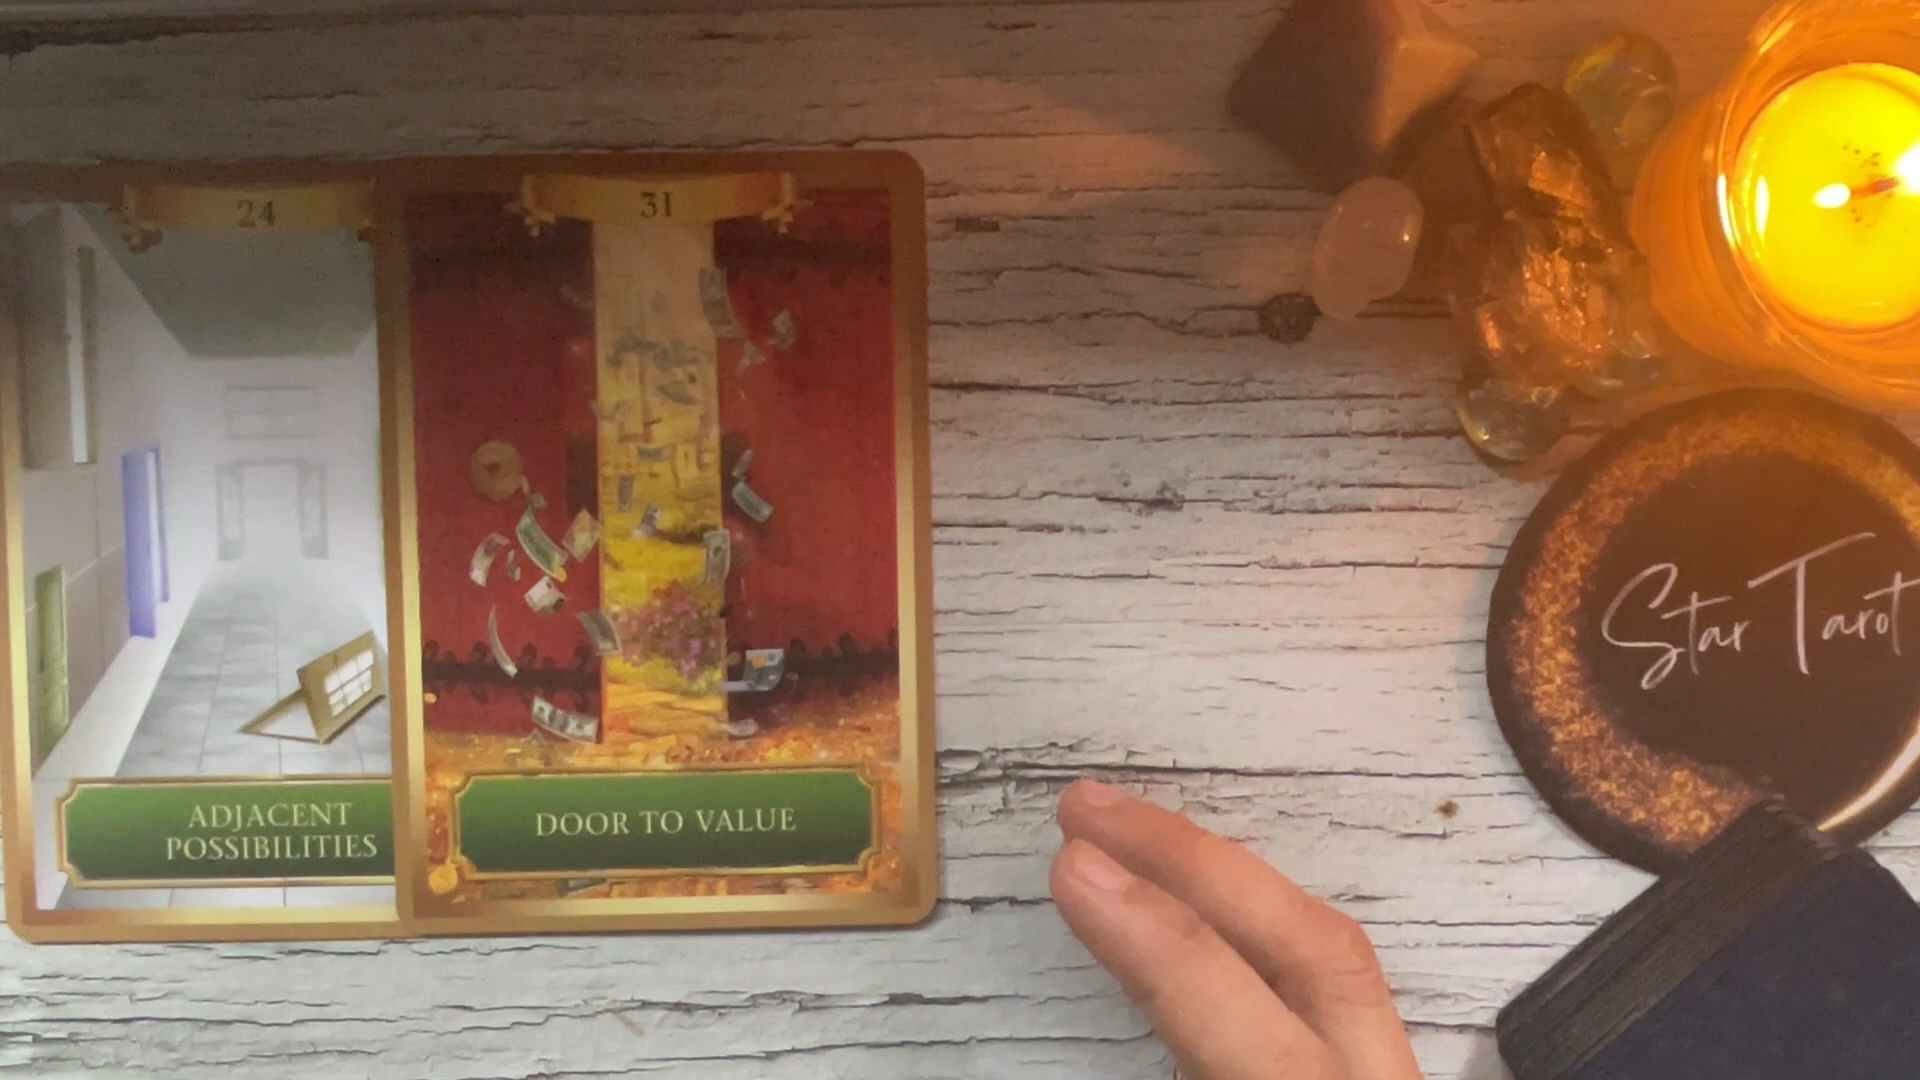 24
31
ADJACENT
POSSIBILITIES
DOOR TO VALUE
Star Tarot